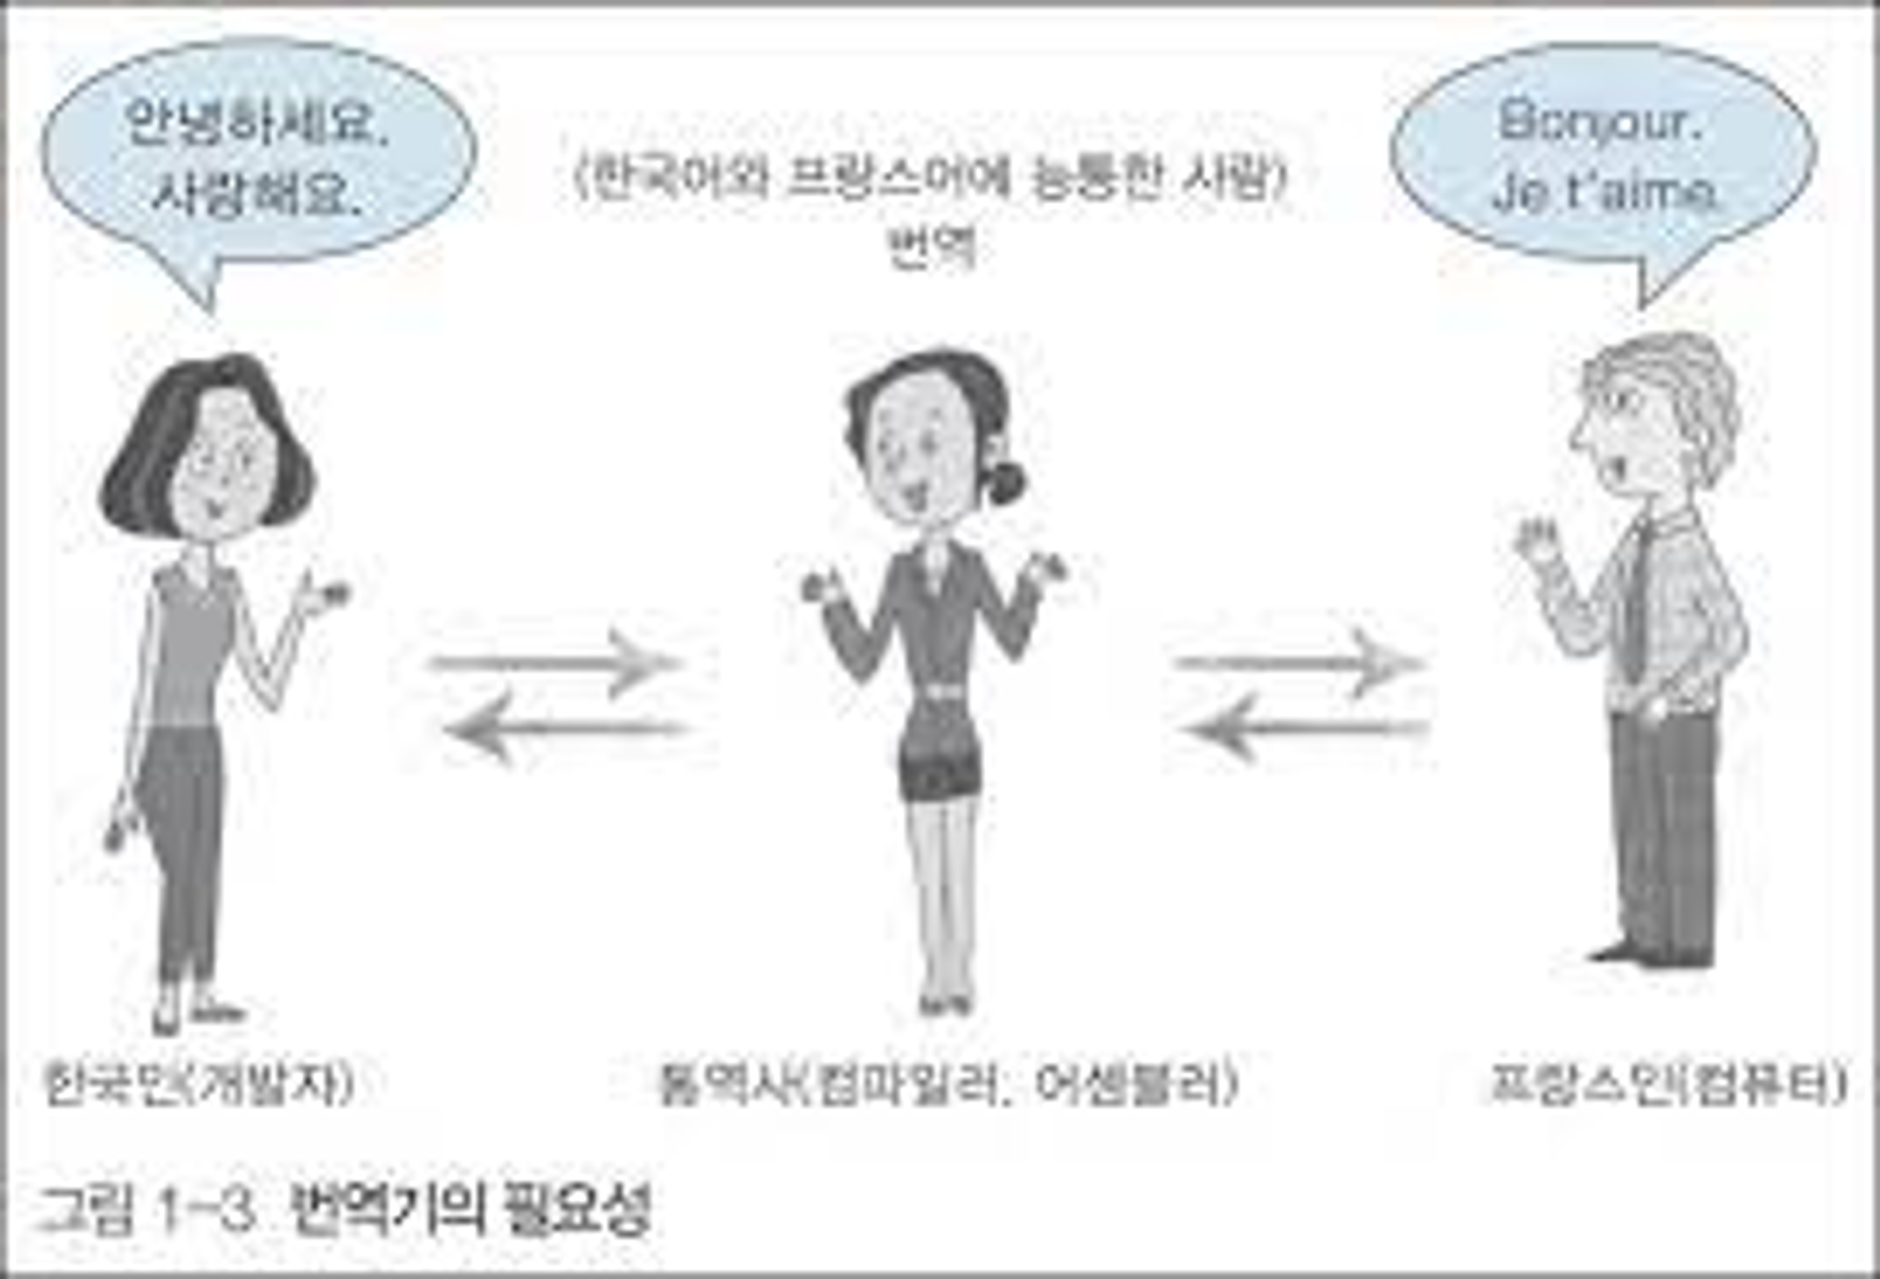 안녕하세요.
사랑해요.
(한국어와 프랑스어에 능통한 사람)
번역
Bonjour.
Je t'aime.
한국인(개발자)
통역사(컴파일러, 어셈블러)
프랑스인(컴퓨터)
그림 1-3 번역기의 필요성